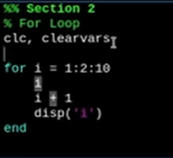 %% Section 2
% For Loop
clc, clearvars
for i = 1:2:10
i
i + 1
disp('i')
end